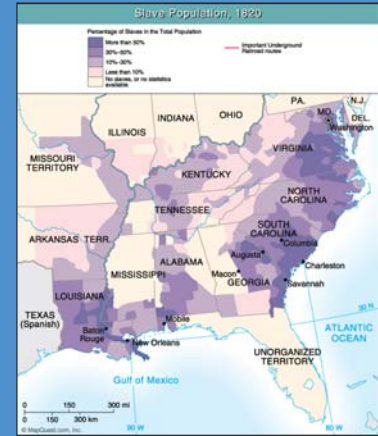 Slave Population, 1820
Percentage of Slaves in the Total Population
More than 50%
30%–50%
10%–30%
Less than 10%
No slaves, or no statistics
available
Important Underground
Railroad routes
PA.
N.J.
OHIO
MD.
DEL.
INDIANA
Washington
ILLINOIS
VIRGINIA
MISSOURI
TERRITORY
KENTUCKY
NORTH
CAROLINA
TENNESSEE
SOUTH
CAROLINA
ARKANSAS TERR.
Columbia
Augusta
ALABAMA
Charleston
MISSISSIPPI
Macon
GEORGIA
Savannah
LOUISIANA
TEXAS
(Spanish)
Mobile
Baton
Rouge
New Orleans
30 N
ATLANTIC
OCEAN
UNORGANIZED
TERRITORY
Gulf of Mexico
0 150 300 mi
0 150 300 km
90 W
80 W
© MapQuest.com, Inc.